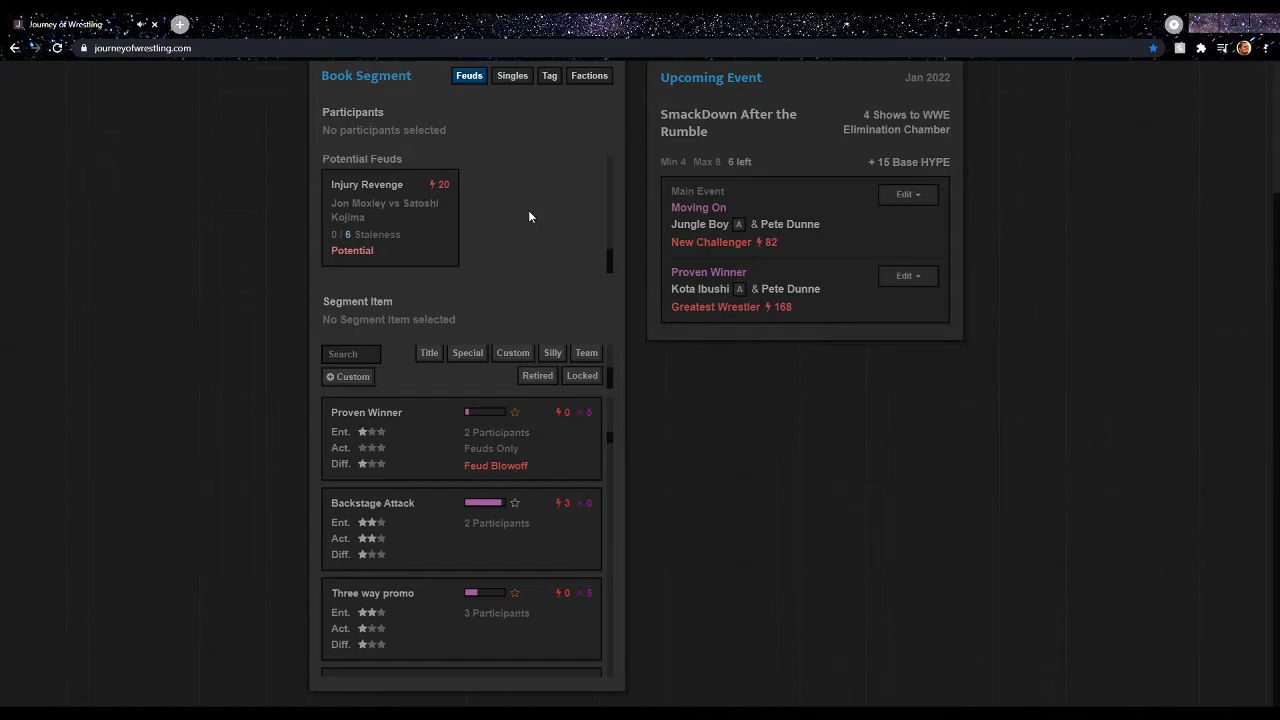 Journey of Wrestling
journeyofwrestling.com
Book Segment
Feuds
Singles
Tag
Factions
Participants
No participants selected
Potential Feuds
Injury Revenge
20
Jon Moxley vs Satoshi
Kojima
0 / 6 Staleness
Potential
Segment Item
No Segment Item selected
Search
Title
Special
Custom
Silly
Team
Custom
Retired
Locked
Proven Winner
0
5
Ent.
2 Participants
Act.
Feuds Only
Diff.
Feud Blowoff
Backstage Attack
3
0
Ent.
2 Participants
Act.
Diff.
Three way promo
0
5
Ent.
3 Participants
Act.
Diff.
Upcoming Event
Jan 2022
SmackDown After the
Rumble
4 Shows to WWE
Elimination Chamber
Min 4 Max 8 6 left
+ 15 Base HYPE
Main Event
Edit
Moving On
Jungle Boy A & Pete Dunne
New Challenger 82
Proven Winner
Edit
Kota Ibushi A & Pete Dunne
Greatest Wrestler 168